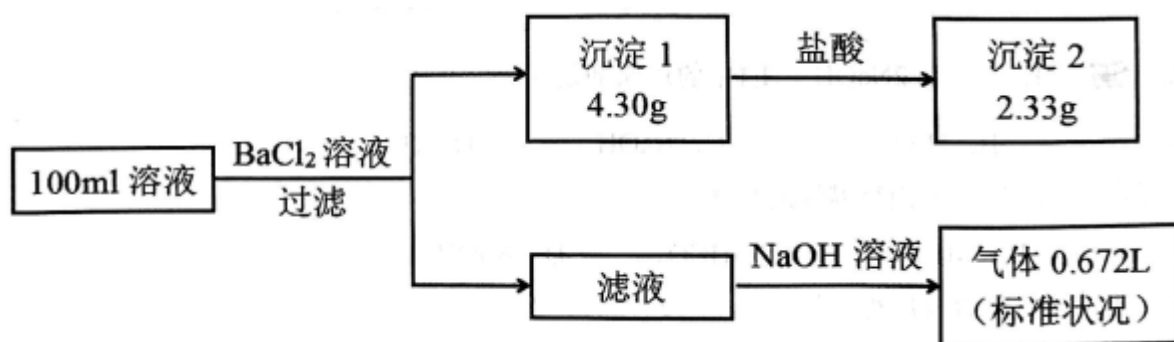 沉淀 1
4.30g
盐酸
沉淀 2
2.33g
100ml 溶液
BaCl₂ 溶液
过滤
滤液
NaOH 溶液
气体 0.672L
（标准状况）